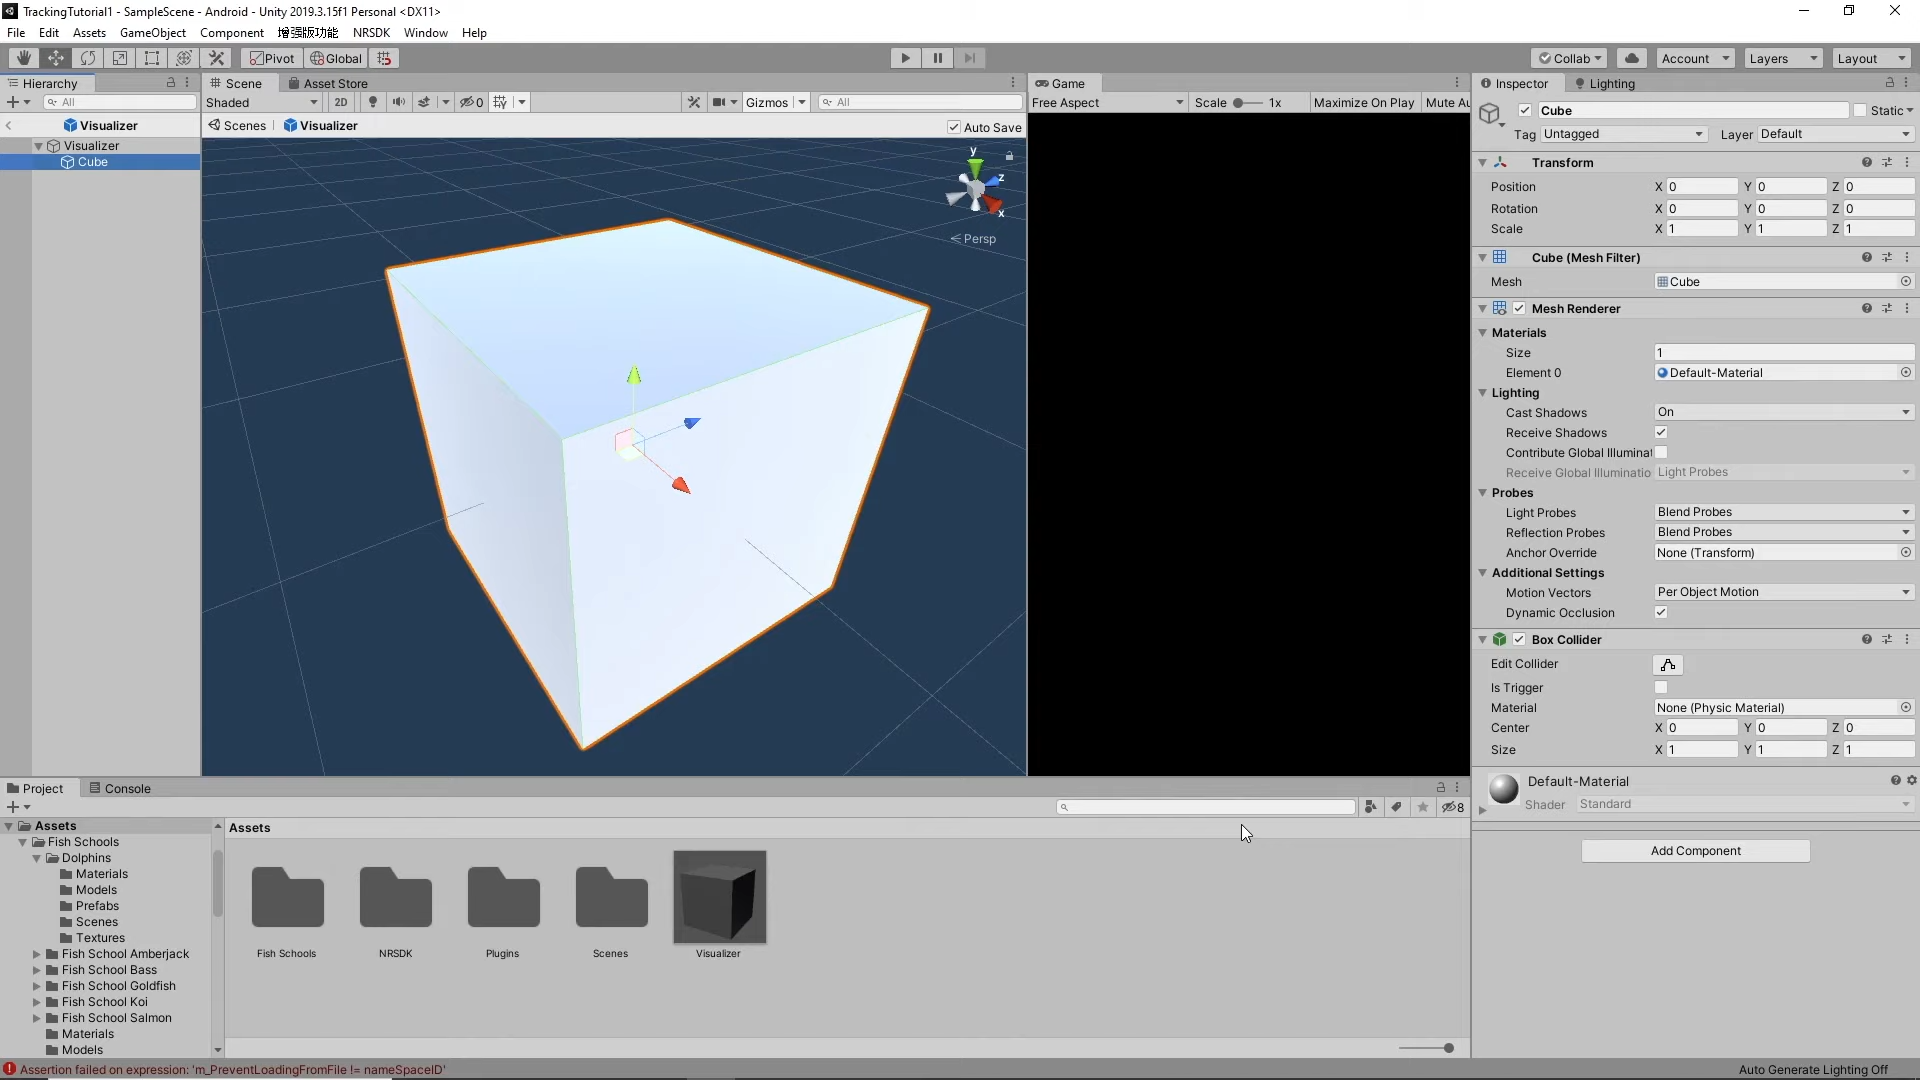 TrackingTutorial1 - SampleScene - Android - Unity 2019.3.15f1 Personal <DX11>
File Edit Assets GameObject Component 增强版功能 NRSDK Window Help
Pivot Global Collab Account Layers Layout
Hierarchy
All
Visualizer
Visualizer
Cube
Scene Asset Store
Shaded 2D 0 Gizmos All
Scenes Visualizer Auto Save
y
z
x
Persp
Game
Free Aspect Scale 1x Maximize On Play Mute Au
Inspector Lighting
Cube Static
Tag Untagged Layer Default
Transform
Position X 0 Y 0 Z 0
Rotation X 0 Y 0 Z 0
Scale X 1 Y 1 Z 1
Cube (Mesh Filter)
Mesh Cube
Mesh Renderer
Materials
Size 1
Element 0 Default-Material
Lighting
Cast Shadows On
Receive Shadows
Contribute Global Illuminat
Receive Global Illuminatio Light Probes
Probes
Light Probes Blend Probes
Reflection Probes Blend Probes
Anchor Override None (Transform)
Additional Settings
Motion Vectors Per Object Motion
Dynamic Occlusion
Box Collider
Edit Collider
Is Trigger
Material None (Physic Material)
Center X 0 Y 0 Z 0
Size X 1 Y 1 Z 1
Default-Material
Shader Standard
Add Component
Project Console
8
Assets
Fish Schools
Dolphins
Materials
Models
Prefabs
Scenes
Textures
Fish School Amberjack
Fish School Bass
Fish School Goldfish
Fish School Koi
Fish School Salmon
Materials
Models
Assets
Fish Schools NRSDK Plugins Scenes Visualizer
Assertion failed on expression: 'm_PreventLoadingFromFile != nameSpaceID'
Auto Generate Lighting Off